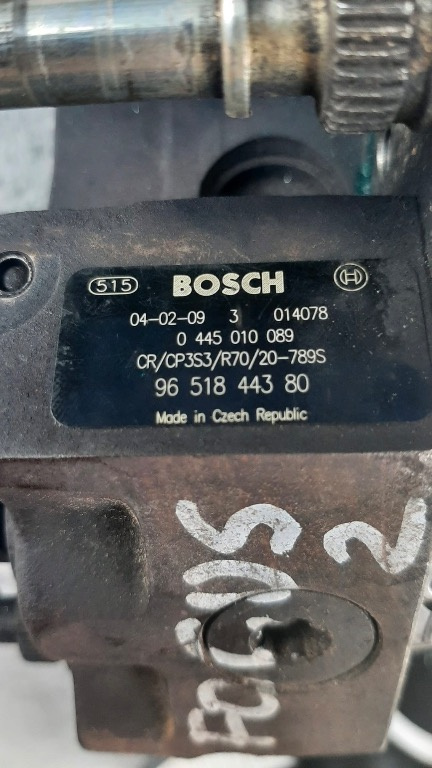 515 BOSCH H
04-02-09 3 014078
0 445 010 089
CR/CP3S3/R70/20-789S
96 518 443 80
Made in Czech Republic
FOCUS
2